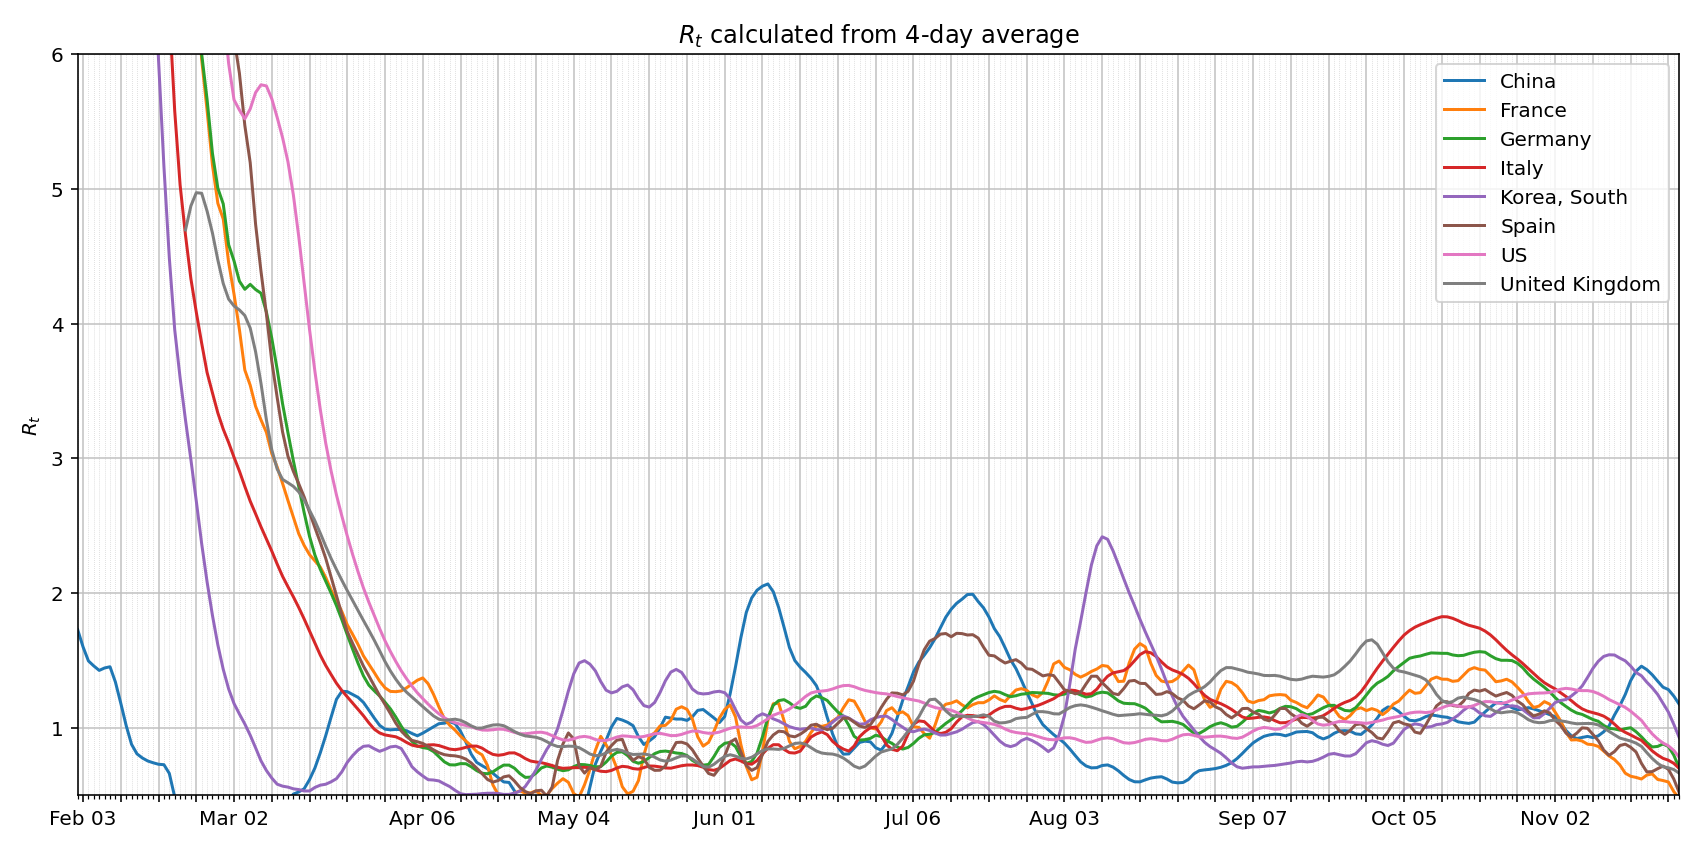 Rt calculated from 4-day average
6
5
4
3
2
1
Rt
Feb 03 Mar 02 Apr 06 May 04 Jun 01 Jul 06 Aug 03 Sep 07 Oct 05 Nov 02
China
France
Germany
Italy
Korea, South
Spain
US
United Kingdom